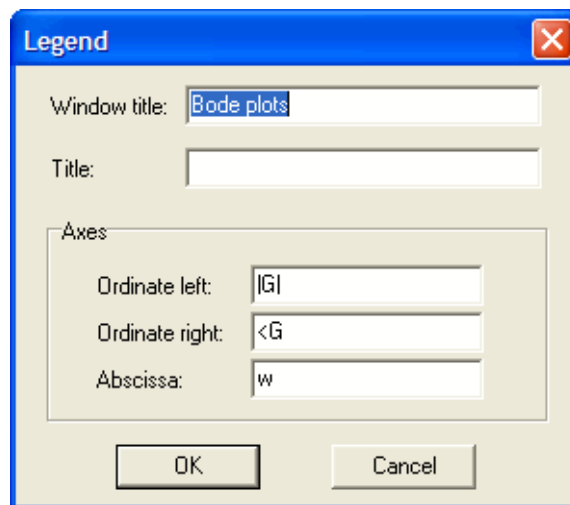 Legend
Window title: Bode plots
Title:
Axes
Ordinate left: |G|
Ordinate right: <G
Abscissa: w
OK Cancel